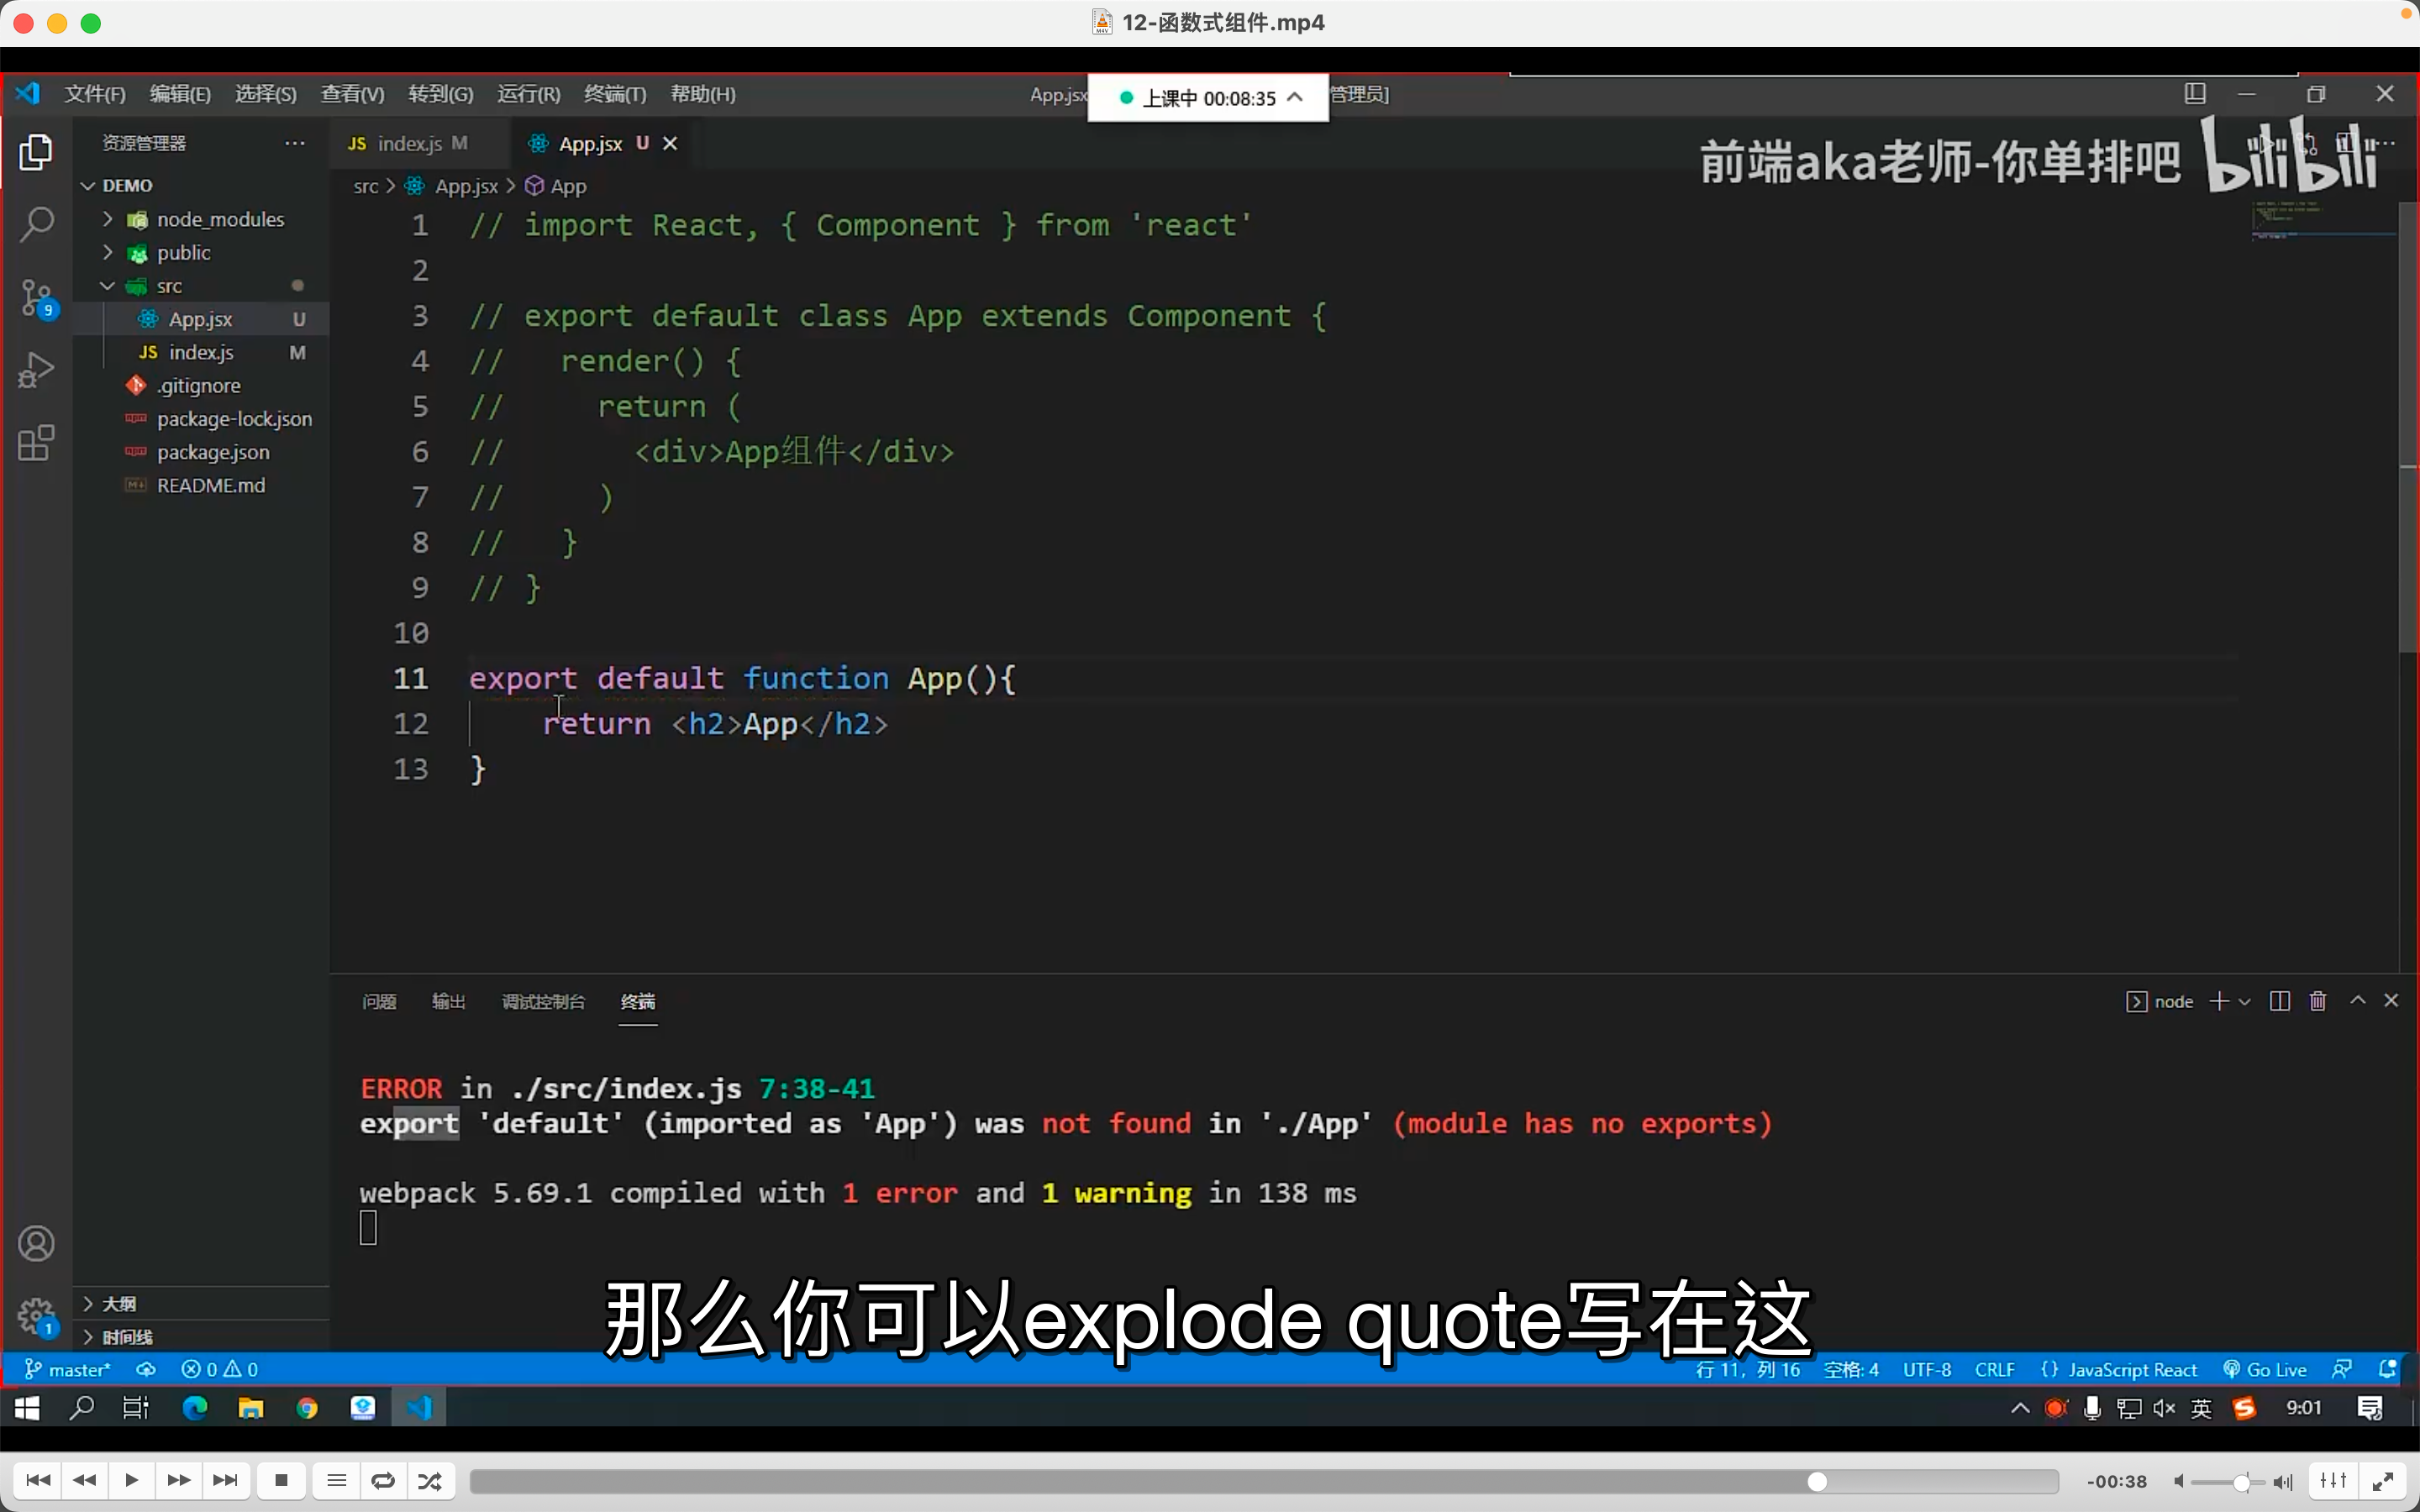 12-函数式组件.mp4
文件(F) 编辑(E) 选择(S) 查看(V) 转到(G) 运行(R) 终端(T) 帮助(H) App.jsx 管理员]
上课中 00:08:35
资源管理器 ···
JS index.js M App.jsx U
前端aka老师-你单排吧 bilibili
DEMO
src > App.jsx > App
node_modules
public
src
App.jsx U
JS index.js M
.gitignore
package-lock.json
package.json
README.md
1 // import React, { Component } from 'react'
2
3 // export default class App extends Component {
4 //   render() {
5 //     return (
6 //       <div>App组件</div>
7 //     )
8 //   }
9 // }
10
11 export default function App(){
12     return <h2>App</h2>
13 }
9
问题 输出 调试控制台 终端
node
ERROR in ./src/index.js 7:38-41
export 'default' (imported as 'App') was not found in './App' (module has no exports)
webpack 5.69.1 compiled with 1 error and 1 warning in 138 ms
大纲
时间线
1
那么你可以explode quote写在这
master* 0 0 行 11，列 16 空格: 4 UTF-8 CRLF {} JavaScript React Go Live
英 9:01
-00:38